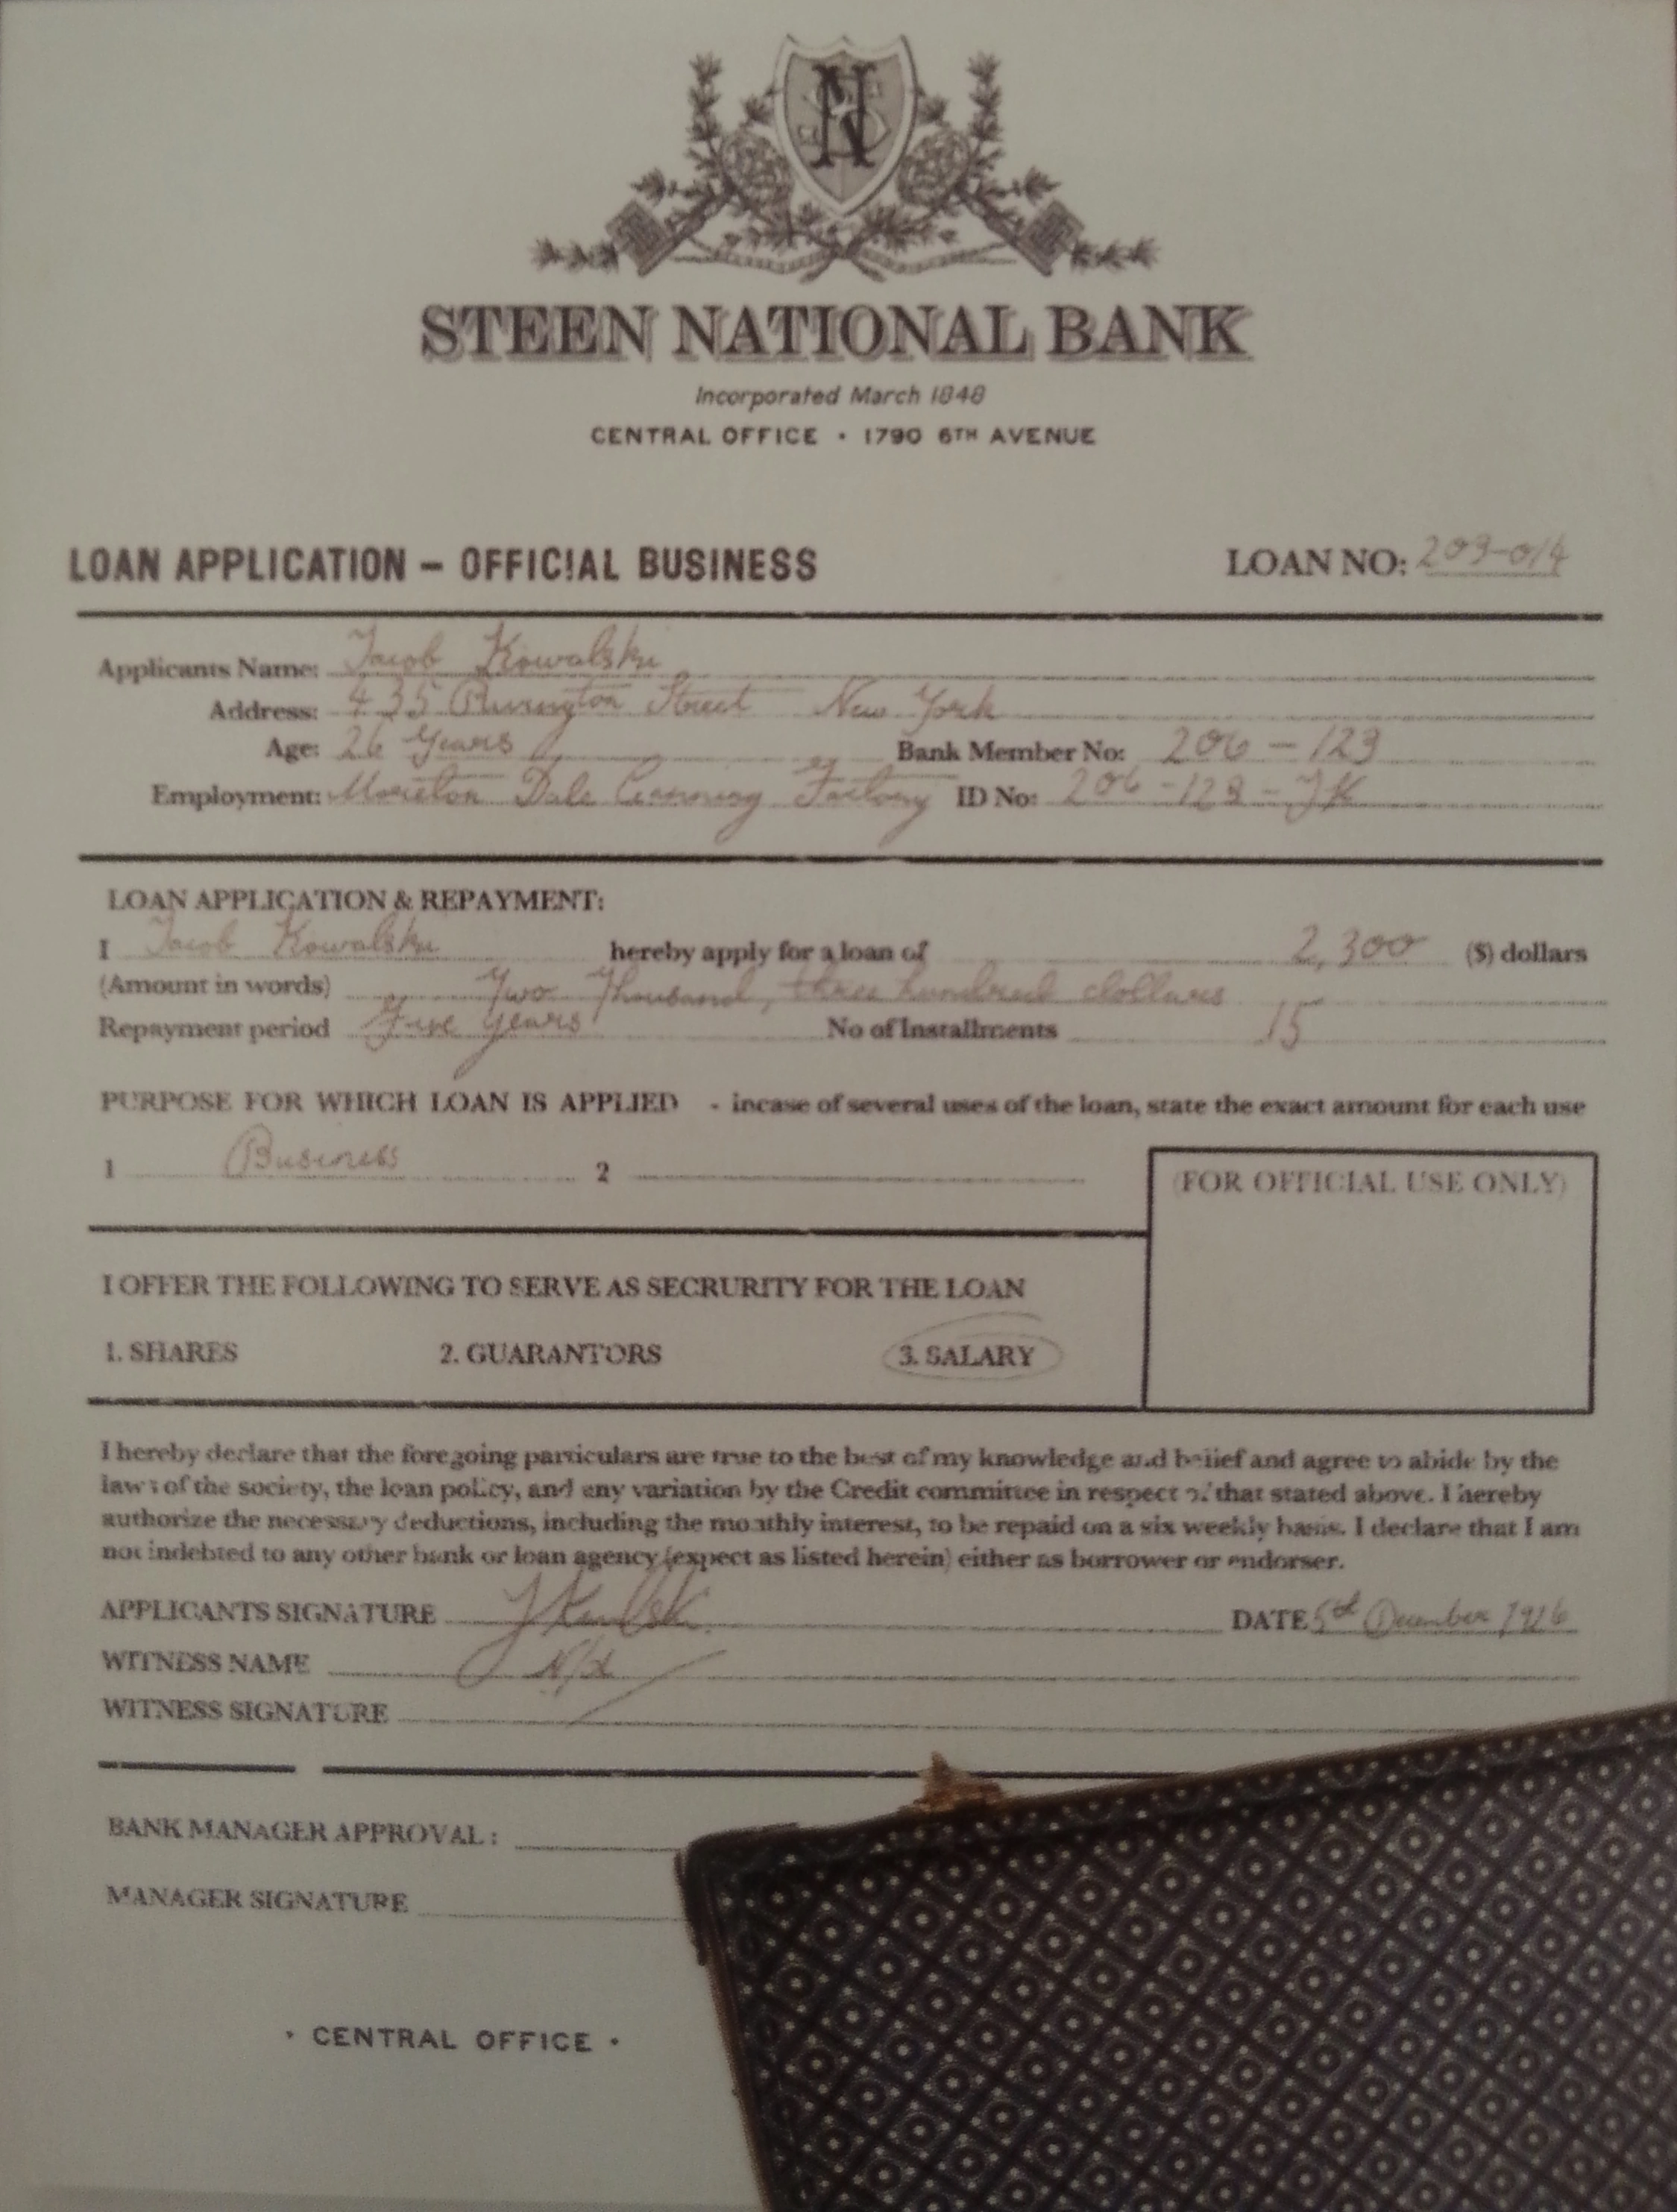 N
STEEN NATIONAL BANK
Incorporated March 1848
CENTRAL OFFICE • 1790 6TH AVENUE
LOAN APPLICATION – OFFICIAL BUSINESS LOAN NO: 209-014
Applicants Name: Jacob Kowalski
Address: 435 Rivington Street New York
Age: 26 Years Bank Member No: 206 - 129
Employment: Dale Canning Factory ID No: 206 - 129 - JK
LOAN APPLICATION & REPAYMENT:
I Jacob Kowalski hereby apply for a loan of 2,300 ($) dollars
(Amount in words) Two Thousand, three hundred dollars
Repayment period Five Years No of Installments 15
PURPOSE FOR WHICH LOAN IS APPLIED - incase of several uses of the loan, state the exact amount for each use
1 Business 2
(FOR OFFICIAL USE ONLY)
I OFFER THE FOLLOWING TO SERVE AS SECRURITY FOR THE LOAN
1. SHARES 2. GUARANTORS 3. SALARY
I hereby declare that the foregoing particulars are true to the best of my knowledge and belief and agree to abide by the
laws of the society, the loan policy, and any variation by the Credit committee in respect of that stated above. I hereby
authorize the necessary deductions, including the monthly interest, to be repaid on a six weekly basis. I declare that I am
not indebted to any other bank or loan agency (expect as listed herein) either as borrower or endorser.
APPLICANTS SIGNATURE DATE 5th December 1926
WITNESS NAME N/A
WITNESS SIGNATURE
BANK MANAGER APPROVAL :
MANAGER SIGNATURE
• CENTRAL OFFICE •